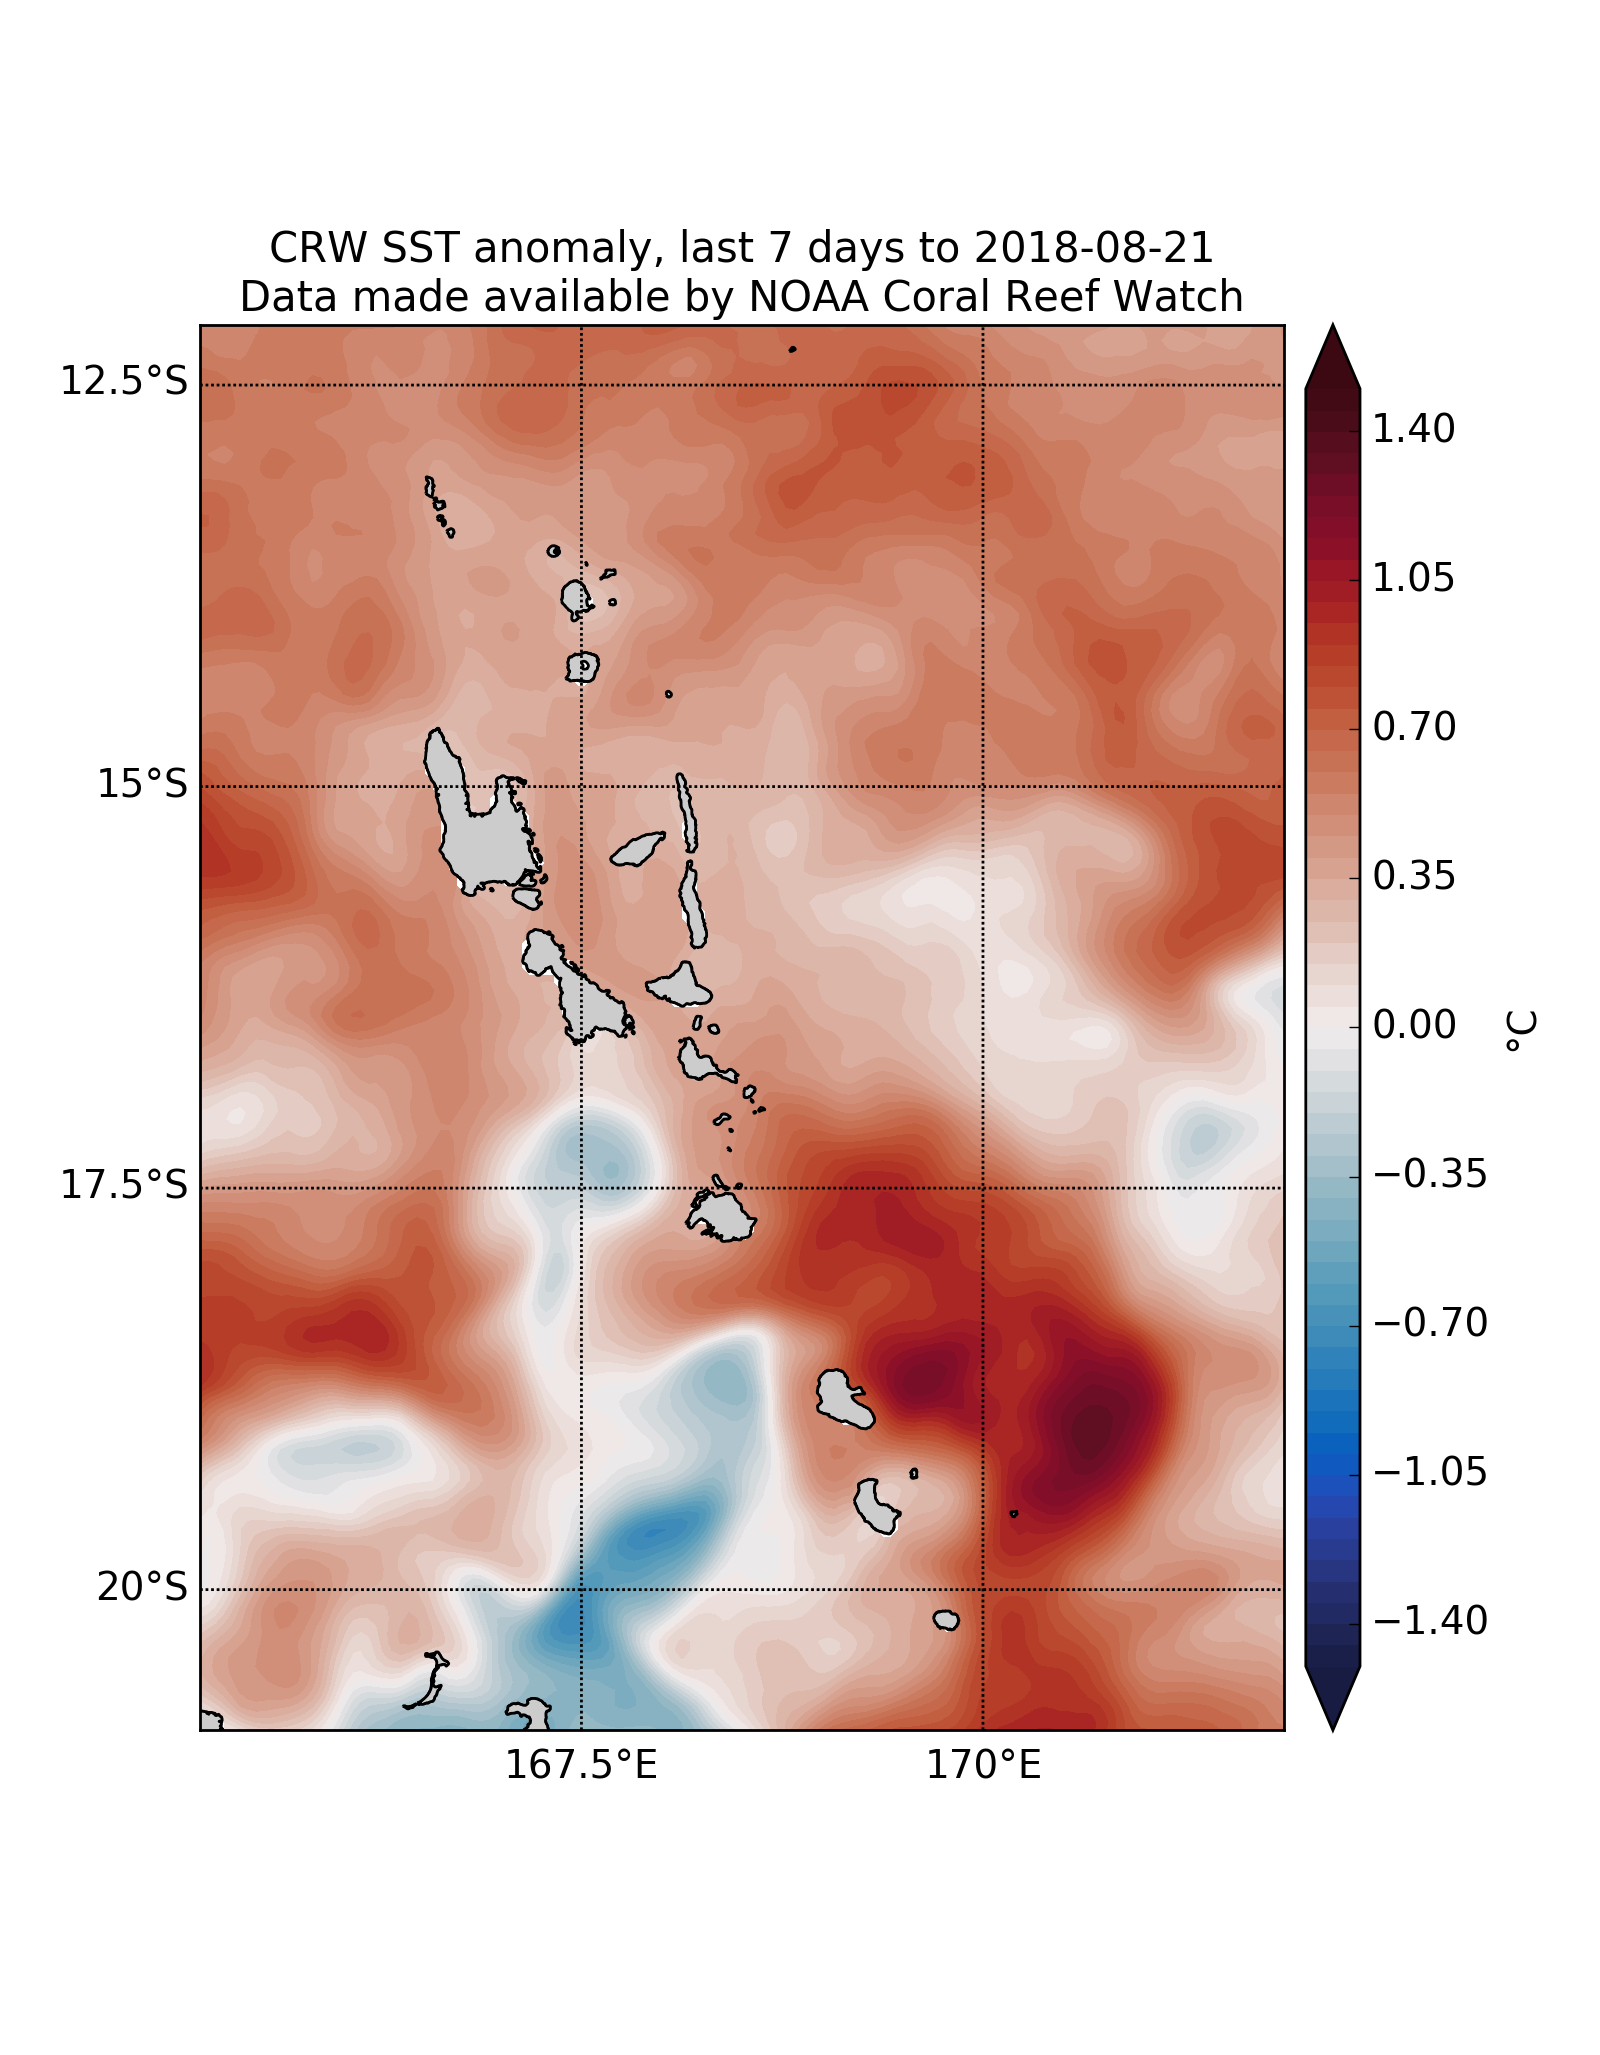 CRW SST anomaly, last 7 days to 2018-08-21
Data made available by NOAA Coral Reef Watch
12.5°S
15°S
17.5°S
20°S
167.5°E
170°E
1.40
1.05
0.70
0.35
0.00
−0.35
−0.70
−1.05
−1.40
°C